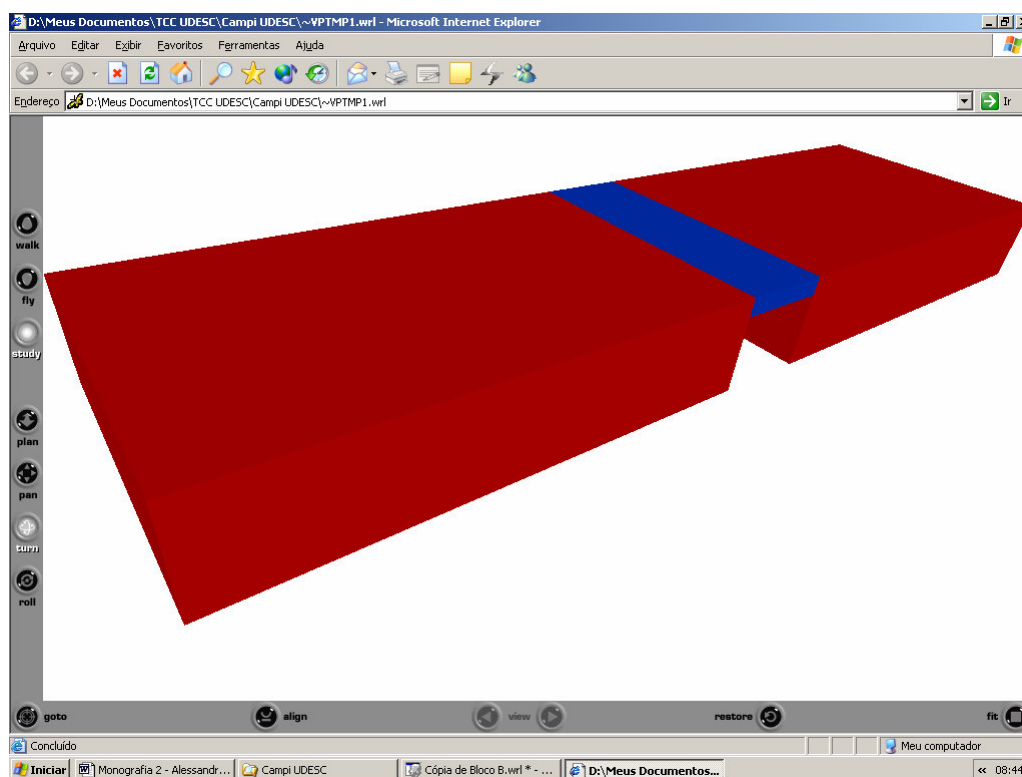 D:\Meus Documentos\TCC UDESC\Campi UDESC\~VPTMP1.wrl - Microsoft Internet Explorer
Arquivo Editar Exibir Favoritos Ferramentas Ajuda
Endereço D:\Meus Documentos\TCC UDESC\Campi UDESC\~VPTMP1.wrl Ir
walk
fly
study
plan
pan
turn
roll
goto align view restore fit
Concluído Meu computador
Iniciar Monografia 2 - Alessandr... Campi UDESC Cópia de Bloco B.wrl * - ... D:\Meus Documentos... « 08:44